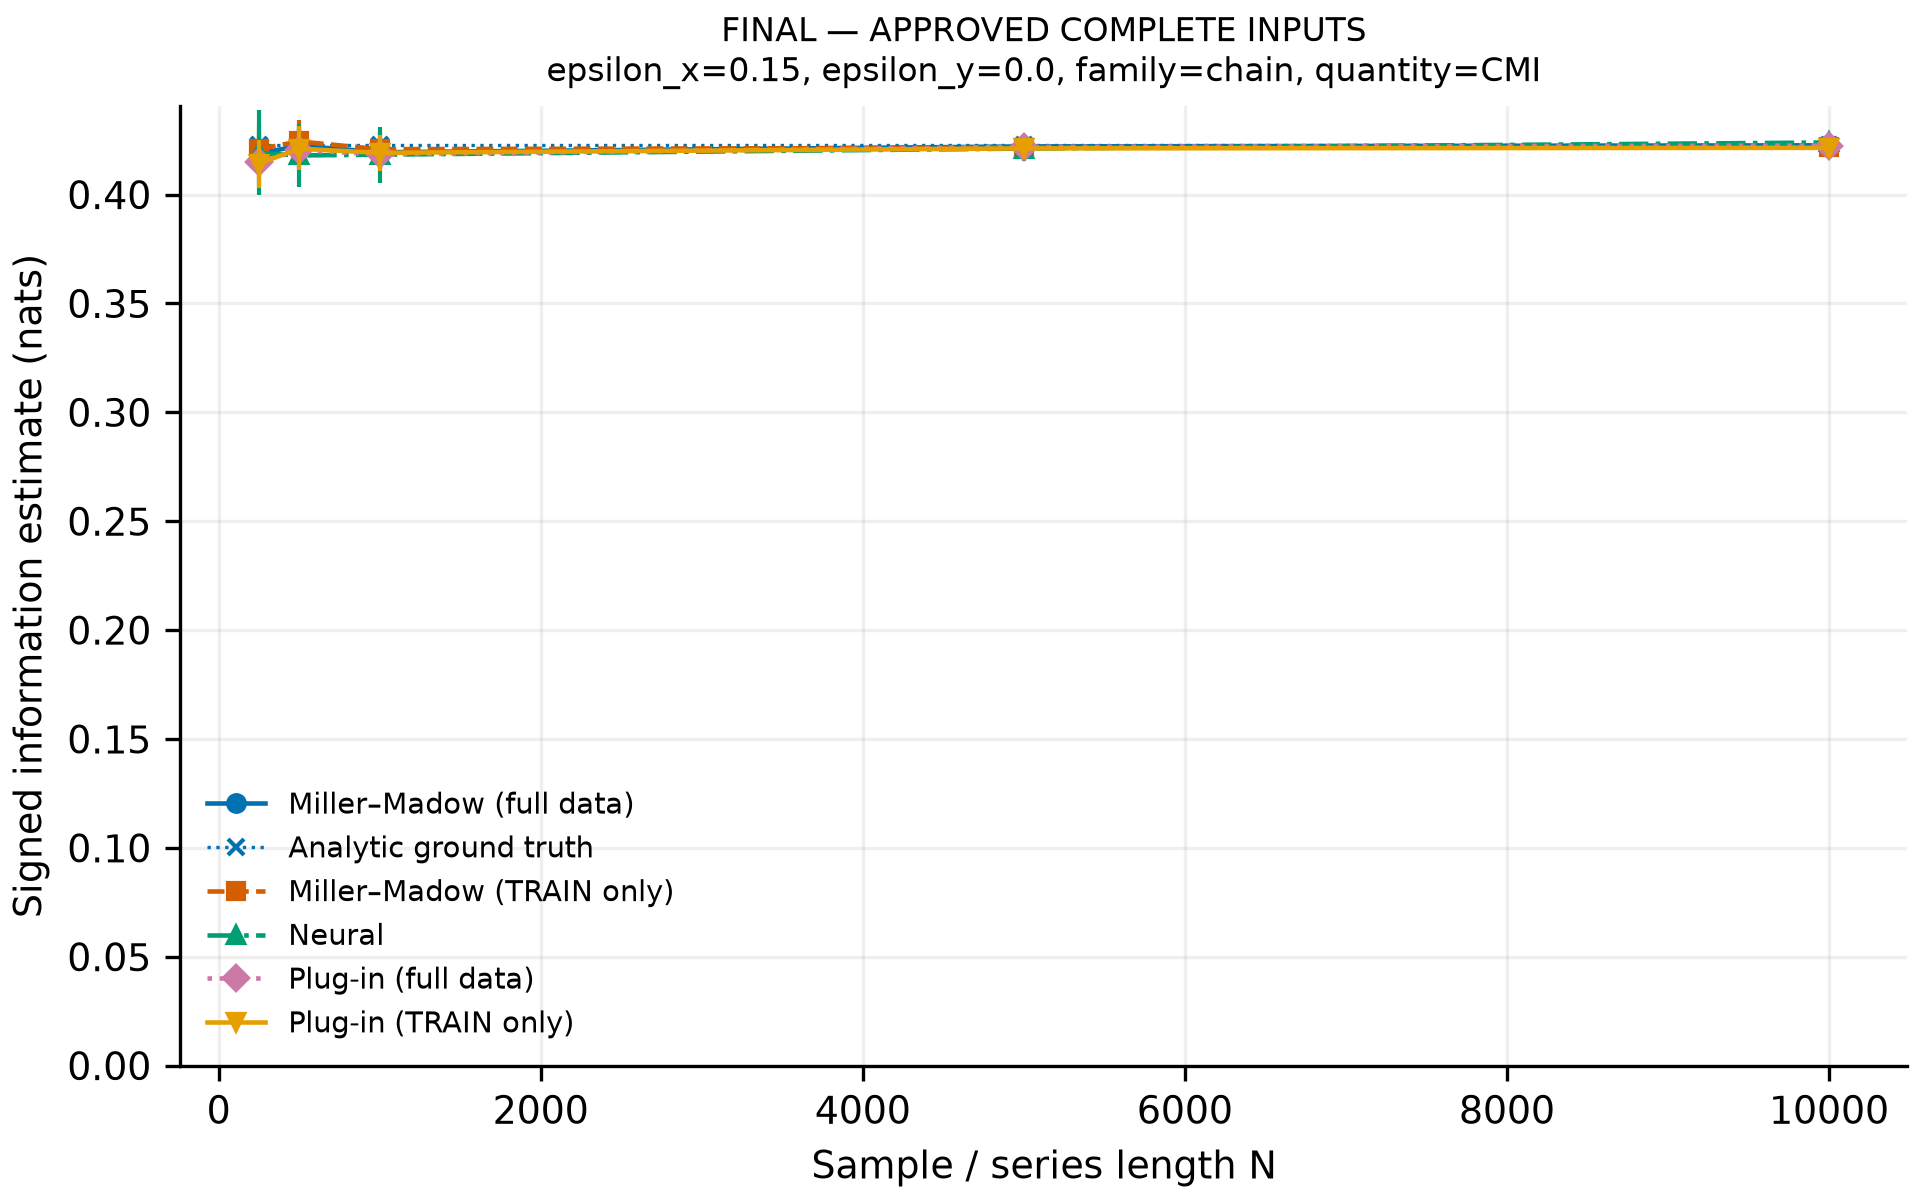 FINAL — APPROVED COMPLETE INPUTS
epsilon_x=0.15, epsilon_y=0.0, family=chain, quantity=CMI
Signed information estimate (nats)
0.40
0.35
0.30
0.25
0.20
0.15
0.10
0.05
0.00
Miller–Madow (full data)
Analytic ground truth
Miller–Madow (TRAIN only)
Neural
Plug-in (full data)
Plug-in (TRAIN only)
0 2000 4000 6000 8000 10000
Sample / series length N